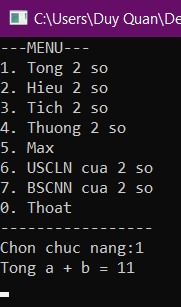 C:\Users\Duy Quan\De
---MENU---
1. Tong 2 so
2. Hieu 2 so
3. Tich 2 so
4. Thuong 2 so
5. Max
6. USCLN cua 2 so
7. BSCNN cua 2 so
0. Thoat
-----------------
Chon chuc nang:1
Tong a + b = 11